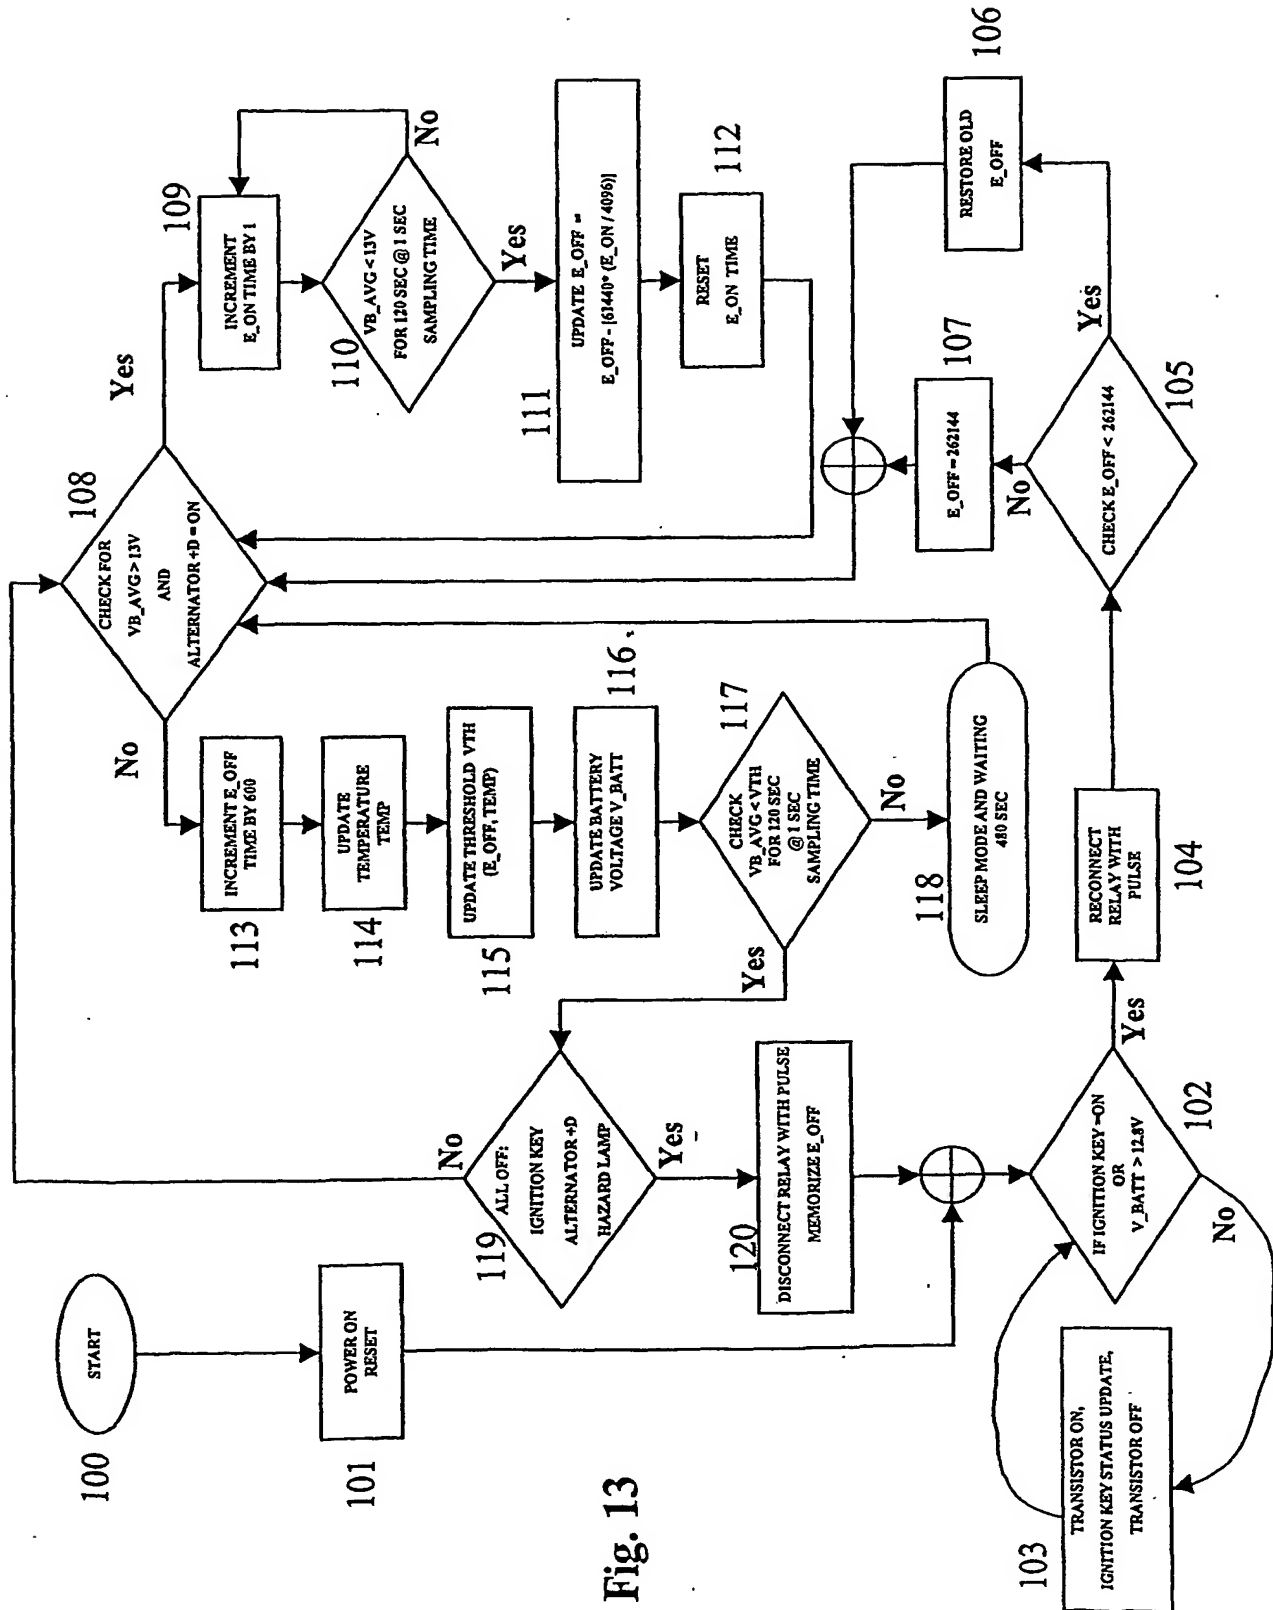 START
100
POWER ON
RESET
101
TRANSISTOR ON,
IGNITION KEY STATUS UPDATE,
TRANSISTOR OFF
103
IF IGNITION KEY =ON
OR
V_BATT > 12.8V
102
Yes
No
RECONNECT
RELAY WITH
PULSE
104
CHECK E_OFF < 262144
105
Yes
No
RESTORE OLD
E_OFF
106
E_OFF = 262144
107
CHECK FOR
VB_AVG > 13V
AND
ALTERNATOR +D = ON
108
Yes
No
INCREMENT
E_ON TIME BY 1
109
VB_AVG < 13V
FOR 120 SEC @ 1 SEC
SAMPLING TIME
110
No
Yes
UPDATE E_OFF =
E_OFF - [61440* (E_ON / 4096)]
111
RESET
E_ON TIME
112
INCREMENT E_OFF
TIME BY 600
113
UPDATE
TEMPERATURE
TEMP
114
UPDATE THRESHOLD VTH
(E_OFF, TEMP)
115
UPDATE BATTERY
VOLTAGE V_BATT
116
CHECK
VB_AVG < VTH
FOR 120 SEC
@ 1 SEC
SAMPLING TIME
117
Yes
No
SLEEP MODE AND WAITING
480 SEC
118
ALL OFF:
IGNITION KEY
ALTERNATOR +D
HAZARD LAMP
119
No
Yes
DISCONNECT RELAY WITH PULSE
MEMORIZE E_OFF
120
Fig. 13